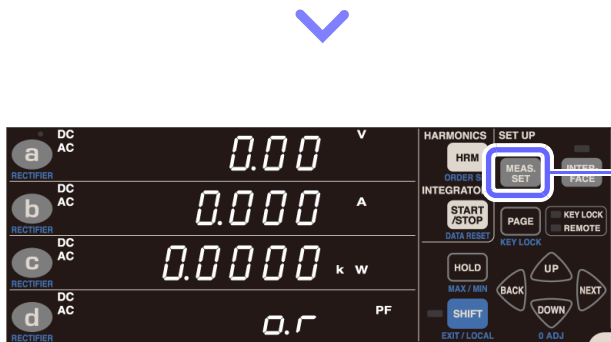 DC
AC
a
RECTIFIER
0.00
V
DC
AC
b
RECTIFIER
0.000
A
DC
AC
c
RECTIFIER
0.0000
k W
DC
AC
d
RECTIFIER
o.r
PF
HARMONICS
HRM
ORDER
INTEGRATO
START
/STOP
DATA RESET
HOLD
MAX / MIN
SHIFT
EXIT / LOCAL
SET UP
MEAS.
SET
INTER
FACE
PAGE
KEY LOCK
KEY LOCK
REMOTE
UP
BACK
NEXT
DOWN
0 ADJ